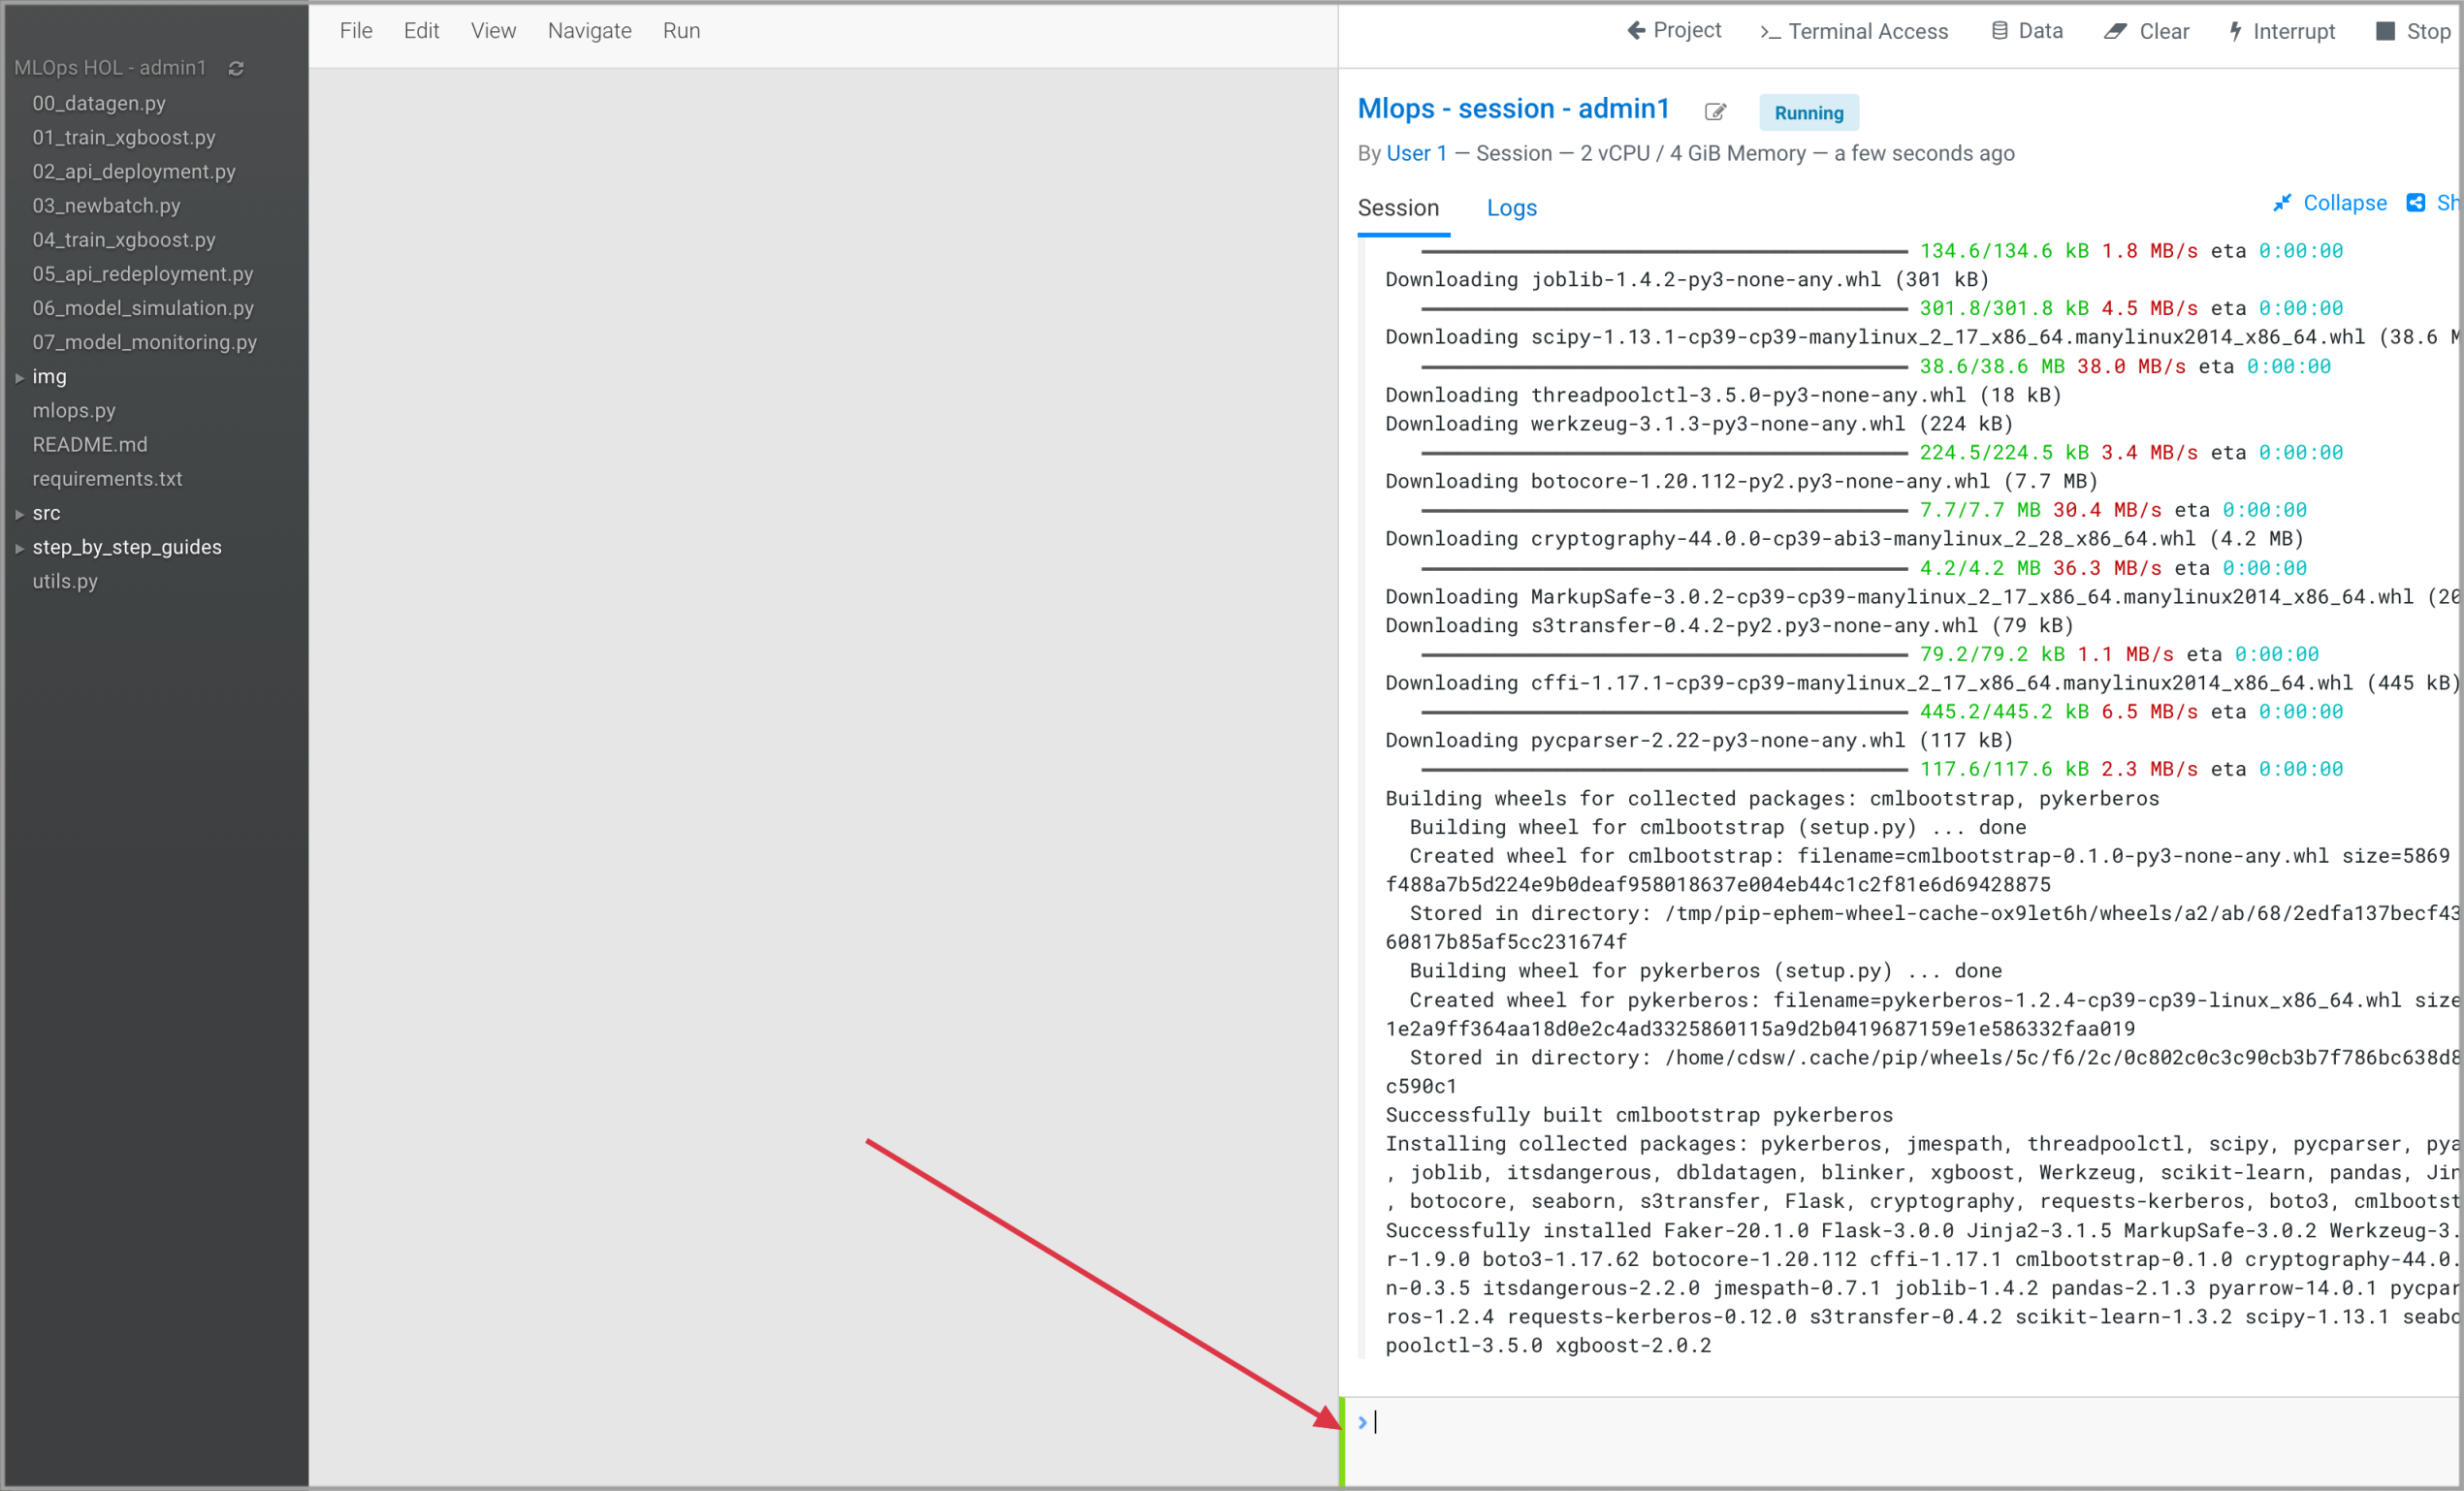 File Edit View Navigate Run
Project Terminal Access Data Clear Interrupt Stop
MLOps HOL - admin1
00_datagen.py
01_train_xgboost.py
02_api_deployment.py
03_newbatch.py
04_train_xgboost.py
05_api_redeployment.py
06_model_simulation.py
07_model_monitoring.py
img
mlops.py
README.md
requirements.txt
src
step_by_step_guides
utils.py
Mlops - session - admin1 Running
By User 1 — Session — 2 vCPU / 4 GiB Memory — a few seconds ago
Session Logs Collapse Sh
134.6/134.6 kB 1.8 MB/s eta 0:00:00
Downloading joblib-1.4.2-py3-none-any.whl (301 kB)
301.8/301.8 kB 4.5 MB/s eta 0:00:00
Downloading scipy-1.13.1-cp39-cp39-manylinux_2_17_x86_64.manylinux2014_x86_64.whl (38.6 M
38.6/38.6 MB 38.0 MB/s eta 0:00:00
Downloading threadpoolctl-3.5.0-py3-none-any.whl (18 kB)
Downloading werkzeug-3.1.3-py3-none-any.whl (224 kB)
224.5/224.5 kB 3.4 MB/s eta 0:00:00
Downloading botocore-1.20.112-py2.py3-none-any.whl (7.7 MB)
7.7/7.7 MB 30.4 MB/s eta 0:00:00
Downloading cryptography-44.0.0-cp39-abi3-manylinux_2_28_x86_64.whl (4.2 MB)
4.2/4.2 MB 36.3 MB/s eta 0:00:00
Downloading MarkupSafe-3.0.2-cp39-cp39-manylinux_2_17_x86_64.manylinux2014_x86_64.whl (20
Downloading s3transfer-0.4.2-py2.py3-none-any.whl (79 kB)
79.2/79.2 kB 1.1 MB/s eta 0:00:00
Downloading cffi-1.17.1-cp39-cp39-manylinux_2_17_x86_64.manylinux2014_x86_64.whl (445 kB)
445.2/445.2 kB 6.5 MB/s eta 0:00:00
Downloading pycparser-2.22-py3-none-any.whl (117 kB)
117.6/117.6 kB 2.3 MB/s eta 0:00:00
Building wheels for collected packages: cmlbootstrap, pykerberos
Building wheel for cmlbootstrap (setup.py) ... done
Created wheel for cmlbootstrap: filename=cmlbootstrap-0.1.0-py3-none-any.whl size=5869
f488a7b5d224e9b0deaf958018637e004eb44c1c2f81e6d69428875
Stored in directory: /tmp/pip-ephem-wheel-cache-ox9let6h/wheels/a2/ab/68/2edfa137becf43
60817b85af5cc231674f
Building wheel for pykerberos (setup.py) ... done
Created wheel for pykerberos: filename=pykerberos-1.2.4-cp39-cp39-linux_x86_64.whl size
1e2a9ff364aa18d0e2c4ad3325860115a9d2b0419687159e1e586332faa019
Stored in directory: /home/cdsw/.cache/pip/wheels/5c/f6/2c/0c802c0c3c90cb3b7f786bc638d8
c590c1
Successfully built cmlbootstrap pykerberos
Installing collected packages: pykerberos, jmespath, threadpoolctl, scipy, pycparser, pya
, joblib, itsdangerous, dbldatagen, blinker, xgboost, Werkzeug, scikit-learn, pandas, Jin
, botocore, seaborn, s3transfer, Flask, cryptography, requests-kerberos, boto3, cmlbootst
Successfully installed Faker-20.1.0 Flask-3.0.0 Jinja2-3.1.5 MarkupSafe-3.0.2 Werkzeug-3.
r-1.9.0 boto3-1.17.62 botocore-1.20.112 cffi-1.17.1 cmlbootstrap-0.1.0 cryptography-44.0.
n-0.3.5 itsdangerous-2.2.0 jmespath-0.7.1 joblib-1.4.2 pandas-2.1.3 pyarrow-14.0.1 pycpar
ros-1.2.4 requests-kerberos-0.12.0 s3transfer-0.4.2 scikit-learn-1.3.2 scipy-1.13.1 seabo
poolctl-3.5.0 xgboost-2.0.2